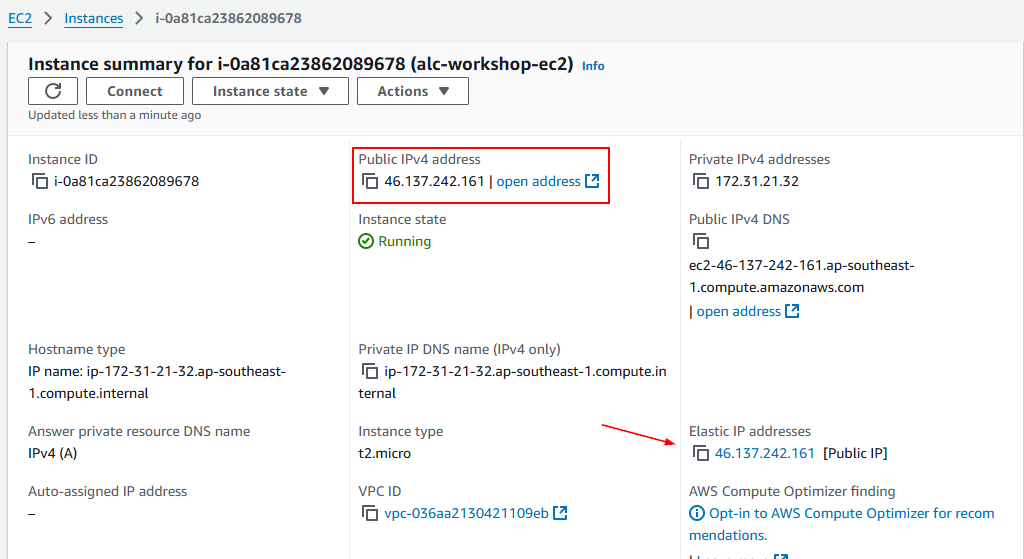 EC2 > Instances > i-0a81ca23862089678
Instance summary for i-0a81ca23862089678 (alc-workshop-ec2) Info
Connect Instance state Actions
Updated less than a minute ago
Instance ID
i-0a81ca23862089678
Public IPv4 address
46.137.242.161 | open address
Private IPv4 addresses
172.31.21.32
IPv6 address
–
Instance state
Running
Public IPv4 DNS
ec2-46-137-242-161.ap-southeast-
1.compute.amazonaws.com
| open address
Hostname type
IP name: ip-172-31-21-32.ap-southeast-
1.compute.internal
Private IP DNS name (IPv4 only)
ip-172-31-21-32.ap-southeast-1.compute.in
ternal
Answer private resource DNS name
IPv4 (A)
Instance type
t2.micro
Elastic IP addresses
46.137.242.161 [Public IP]
Auto-assigned IP address
–
VPC ID
vpc-036aa2130421109eb
AWS Compute Optimizer finding
Opt-in to AWS Compute Optimizer for recom
mendations.